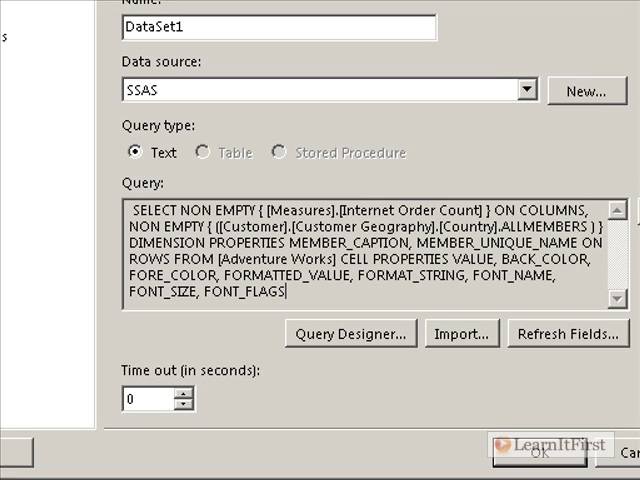 Name:
s
DataSet1
Data source:
SSAS
New...
Query type:
Text
Table
Stored Procedure
Query:
SELECT NON EMPTY { [Measures].[Internet Order Count] } ON COLUMNS,
NON EMPTY { ([Customer].[Customer Geography].[Country].ALLMEMBERS ) }
DIMENSION PROPERTIES MEMBER_CAPTION, MEMBER_UNIQUE_NAME ON
ROWS FROM [Adventure Works] CELL PROPERTIES VALUE, BACK_COLOR,
FORE_COLOR, FORMATTED_VALUE, FORMAT_STRING, FONT_NAME,
FONT_SIZE, FONT_FLAGS
Query Designer...
Import...
Refresh Fields...
Time out (in seconds):
0
LearnItFirst
OK
Can